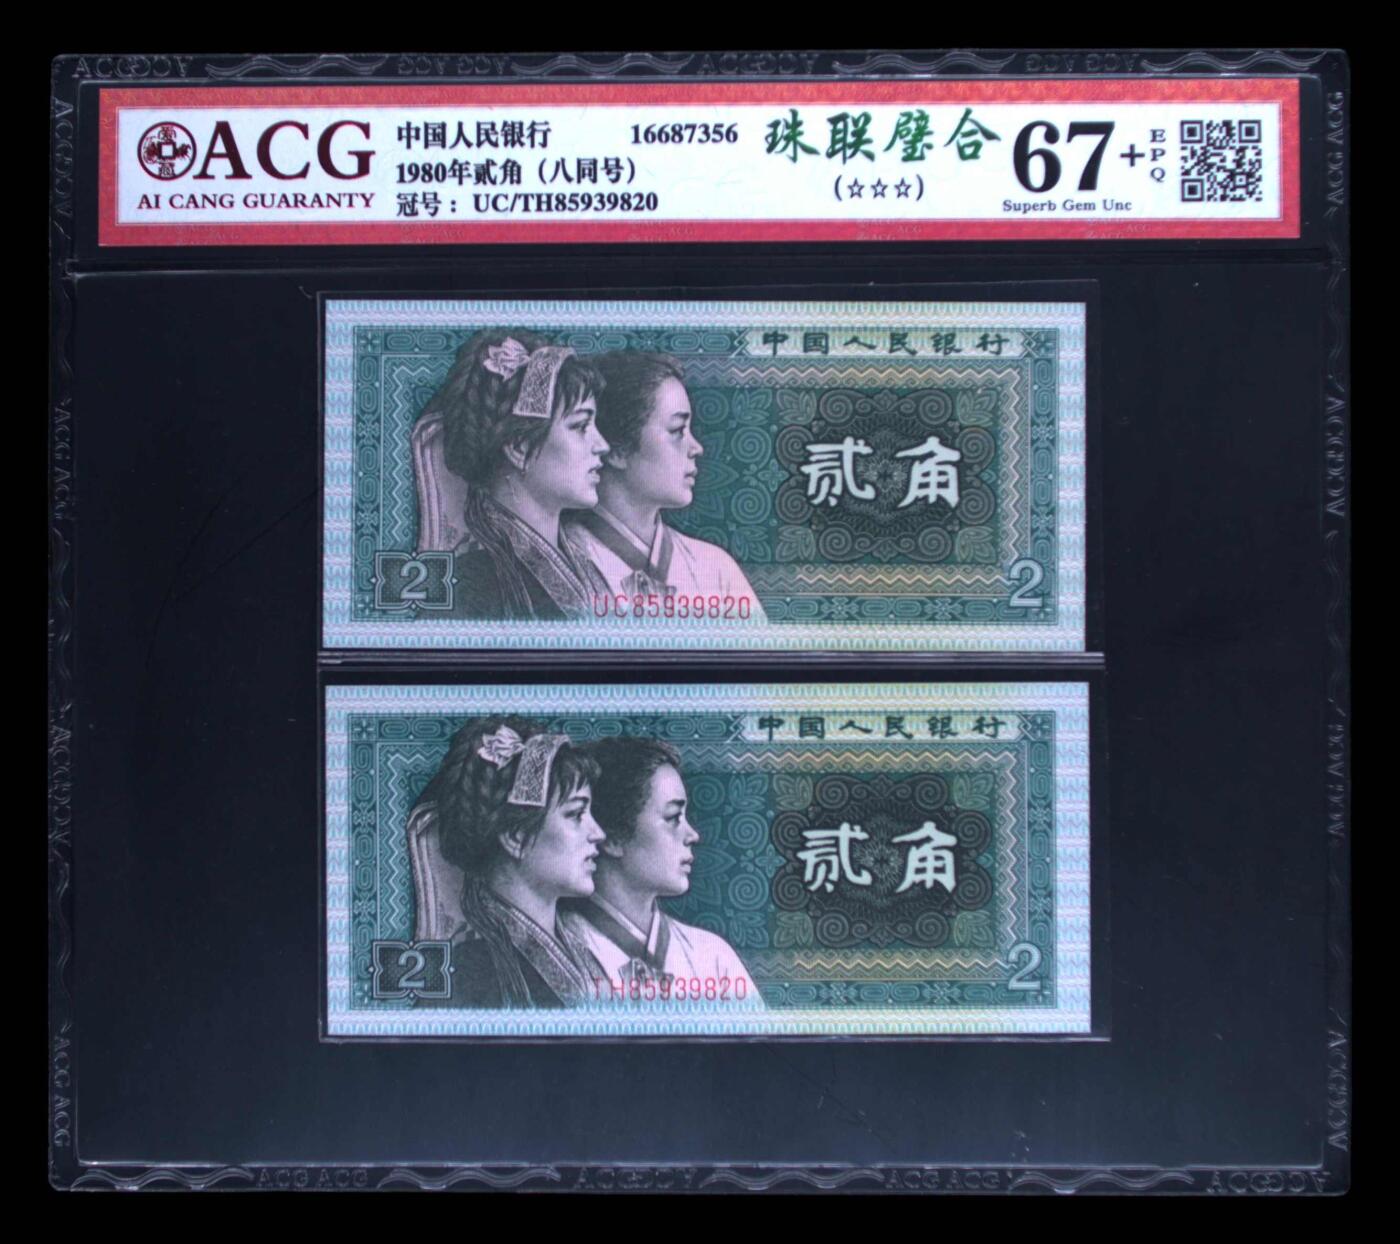 ACG
AI CANG GUARANTY
中国人民银行 16687356
1980年贰角（八同号）
冠号：UC/TH85939820
珠联璧合
(☆☆☆)
67+
EPQ
Superb Gem Unc
中国人民银行
贰角
2
2
UC85939820
中国人民银行
贰角
2
2
TH85939820